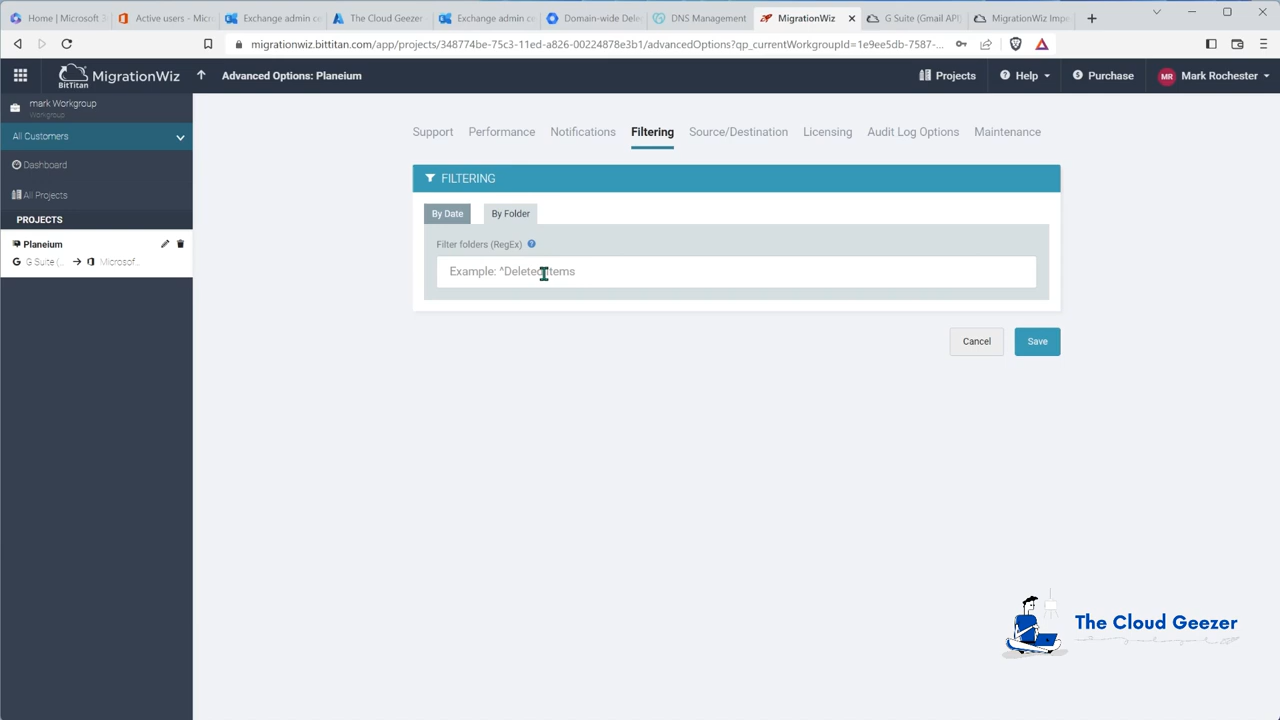 Home | Microsoft 3
Active users - Micro
Exchange admin ce
The Cloud Geezer
Exchange admin ce
Domain-wide Dele
DNS Management
MigrationWiz
G Suite (Gmail API)
MigrationWiz Impe
migrationwiz.bittitan.com/app/projects/348774be-75c3-11ed-a826-00224878e3b1/advancedOptions?qp_currentWorkgroupId=1e9ee5db-7587-...
BitTitan
MigrationWiz
Advanced Options: Planeium
Projects
Help
Purchase
MR
Mark Rochester
mark Workgroup
Workgroup
All Customers
Dashboard
All Projects
PROJECTS
Planeium
G Suite (...
Microsof...
Support
Performance
Notifications
Filtering
Source/Destination
Licensing
Audit Log Options
Maintenance
FILTERING
By Date
By Folder
Filter folders (RegEx)
Example: ^Deleted Items
Cancel
Save
The Cloud Geezer